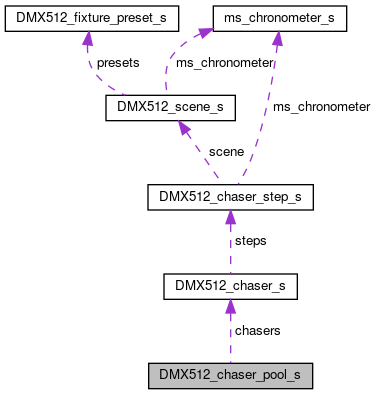 DMX512_fixture_preset_s
ms_chronometer_s
presets
ms_chronometer
DMX512_scene_s
ms_chronometer
scene
DMX512_chaser_step_s
steps
DMX512_chaser_s
chasers
DMX512_chaser_pool_s